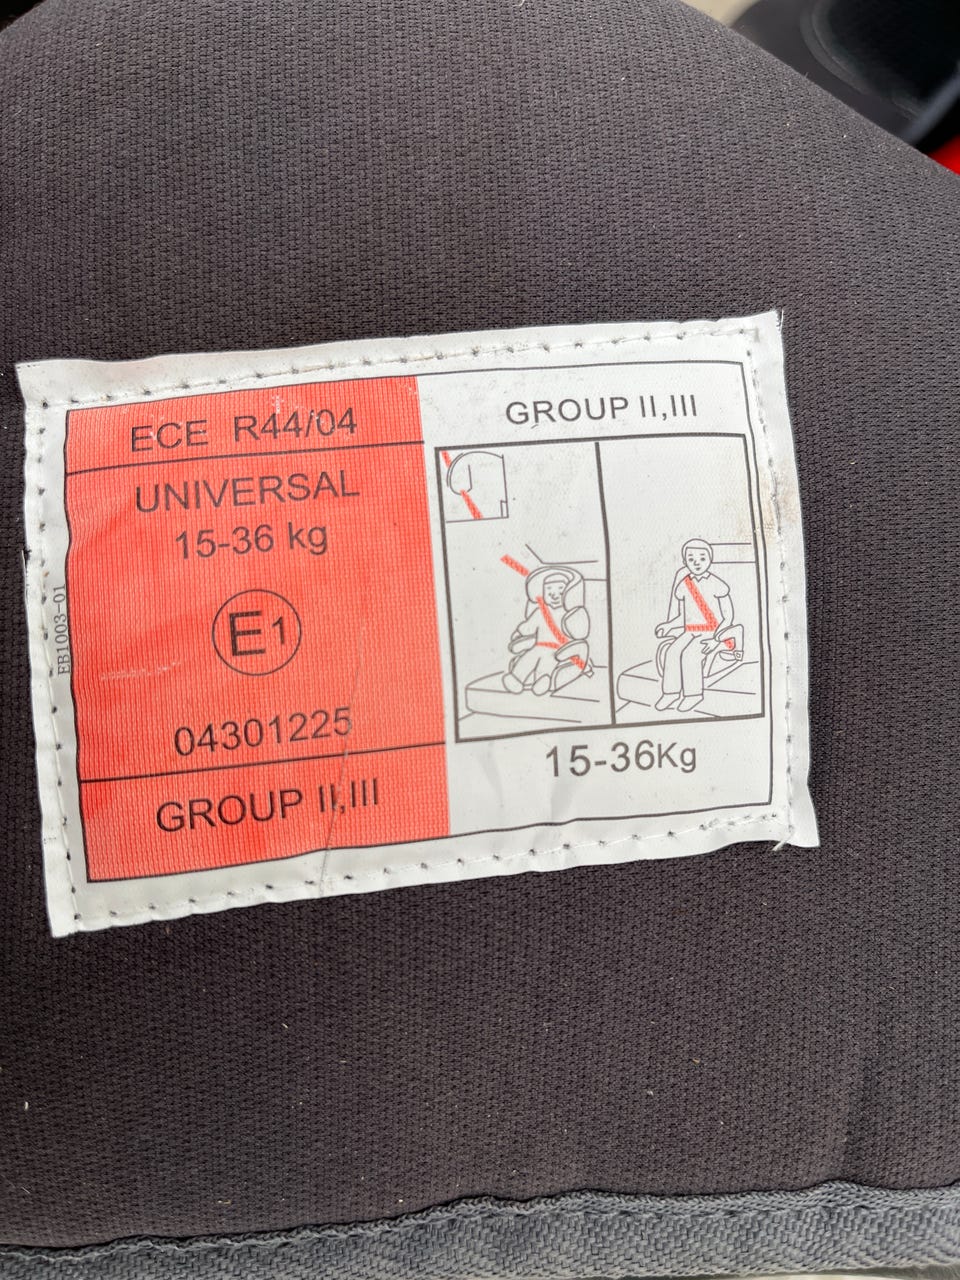 ECE R44/04
UNIVERSAL
15-36 kg
E1
04301225
GROUP II,III
EB1003-01
GROUP II,III
15-36Kg